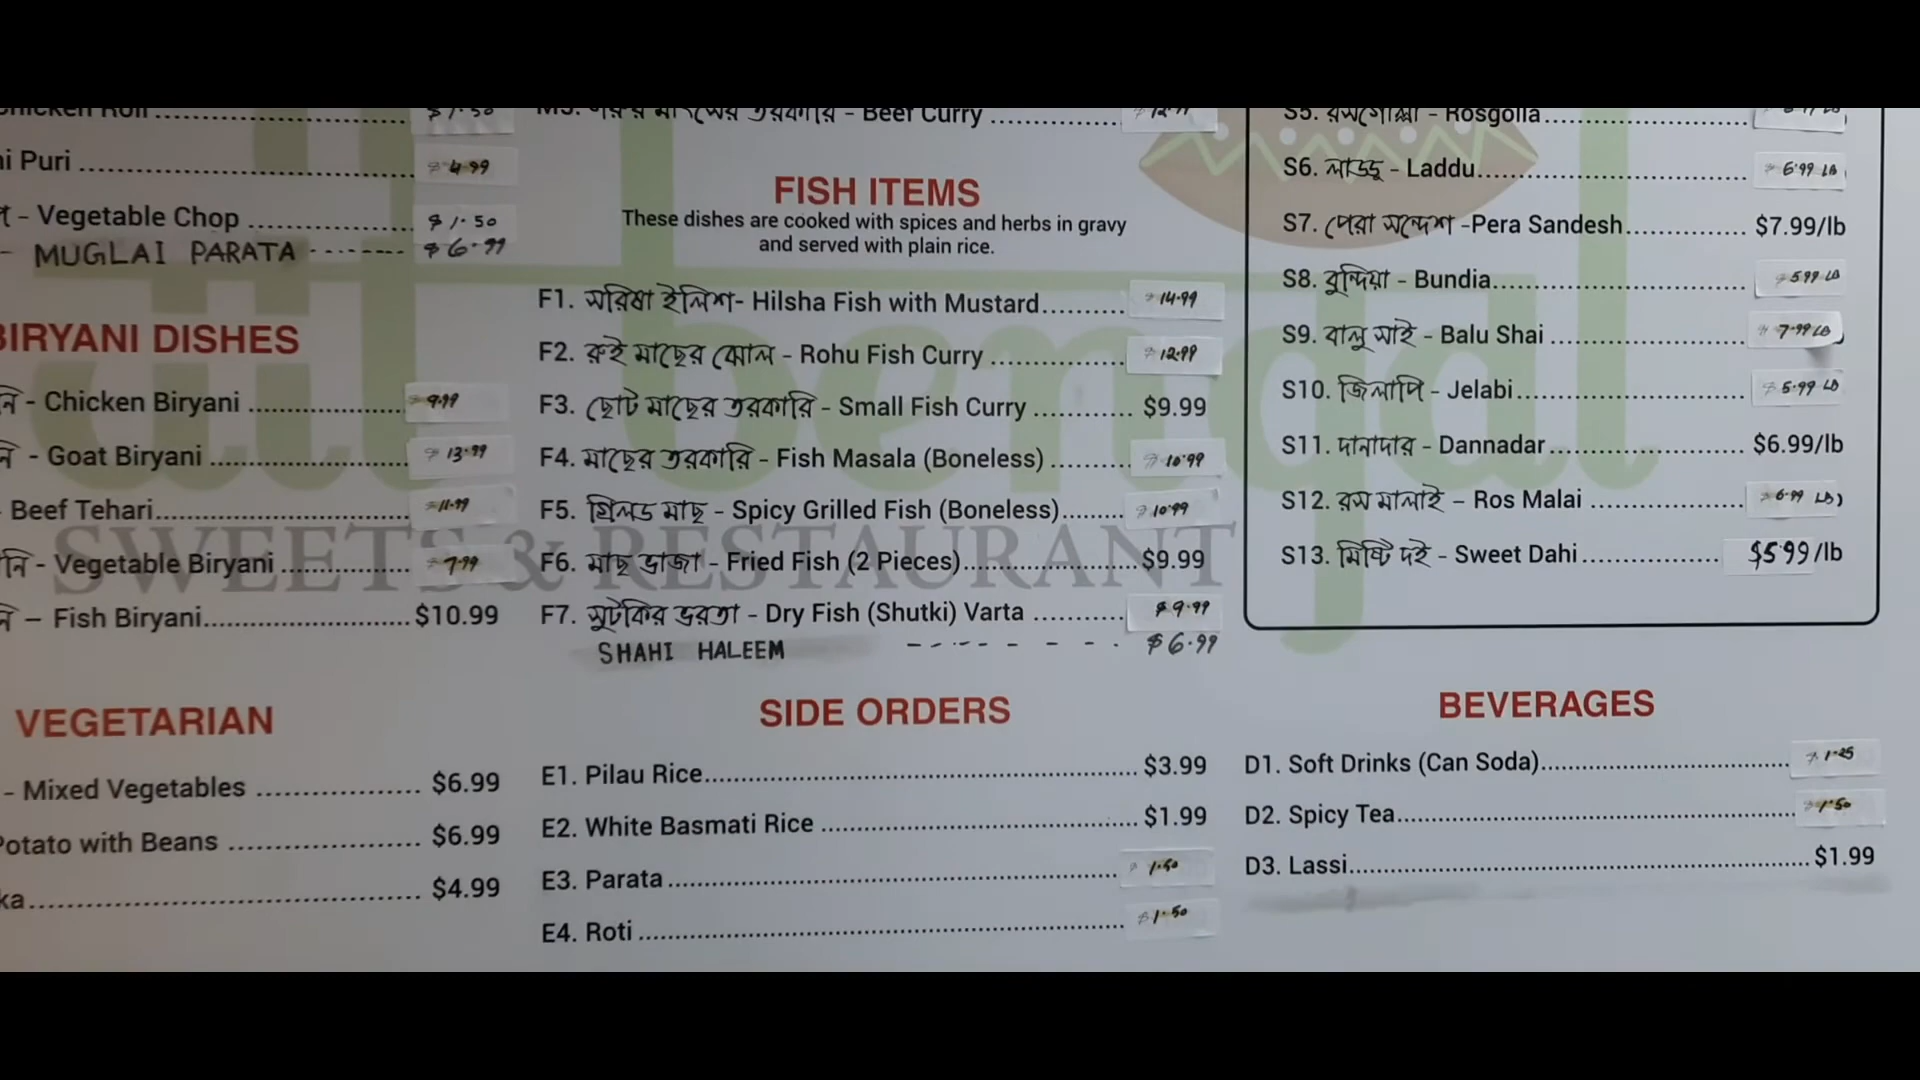 Chicken Roll ........ $1.50
ni Puri ........ $4.99
প - Vegetable Chop ........ $1.50
- MUGLAI PARATA ------- $6.99
BIRYANI DISHES
নি - Chicken Biryani ........ $9.99
নি - Goat Biryani ........ $13.99
- Beef Tehari ........ $11.99
নি - Vegetable Biryani ........ $7.99
নি – Fish Biryani ........ $10.99
VEGETARIAN
- Mixed Vegetables ........ $6.99
Potato with Beans ........ $6.99
ka ........ $4.99
M5. গরুর মাংসের তরকারি - Beef Curry ........ $12.99
FISH ITEMS
These dishes are cooked with spices and herbs in gravy
and served with plain rice.
F1. সরিষা ইলিশ- Hilsha Fish with Mustard ........ $14.99
F2. রুই মাছের ঝোল - Rohu Fish Curry ........ $12.99
F3. ছোট মাছের তরকারি - Small Fish Curry ........ $9.99
F4. মাছের তরকারি - Fish Masala (Boneless) ........ $10.99
F5. গ্রিলড মাছ - Spicy Grilled Fish (Boneless) ........ $10.99
F6. মাছ ভাজা - Fried Fish (2 Pieces) ........ $9.99
F7. সুটকির ভরতা - Dry Fish (Shutki) Varta ........ $9.99
SHAHI HALEEM - - - - - - - $6.99
SIDE ORDERS
E1. Pilau Rice ........ $3.99
E2. White Basmati Rice ........ $1.99
E3. Parata ........ $1.50
E4. Roti ........ $1.50
S5. রসগোল্লা - Rosgolla ........
S6. লাড্ডু - Laddu ........ $6.99 LB
S7. পেরা সন্দেশ -Pera Sandesh ........ $7.99/lb
S8. বুন্দিয়া - Bundia ........ $5.99 LB
S9. বালু সাই - Balu Shai ........ $7.99 LB
S10. জিলাপি - Jelabi ........ $5.99 LB
S11. দানাদার - Dannadar ........ $6.99/lb
S12. রস মালাই – Ros Malai ........ $6.99 LB
S13. মিষ্টি দই - Sweet Dahi ........ $5.99/lb
BEVERAGES
D1. Soft Drinks (Can Soda) ........ $1.25
D2. Spicy Tea ........ $1.50
D3. Lassi ........ $1.99
bengal
SWEETS & RESTAURANT